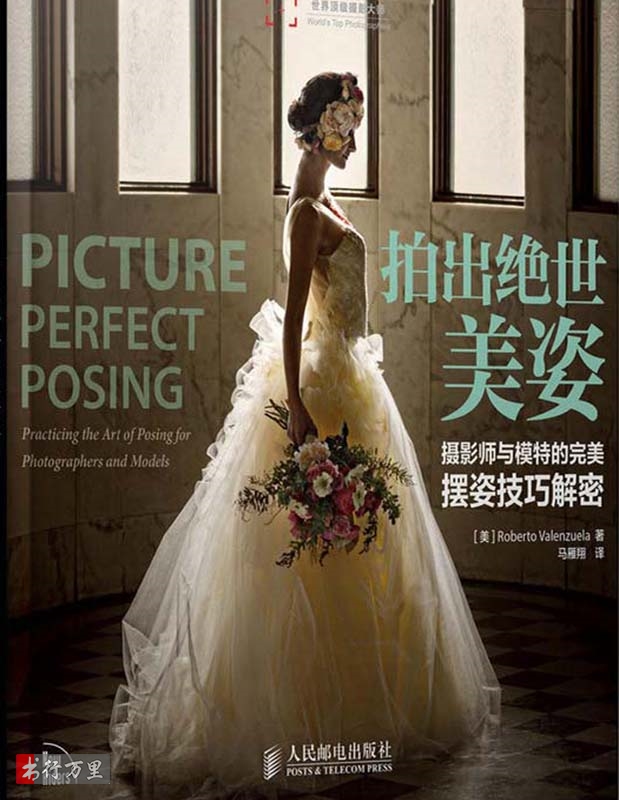 世界顶级摄影大师
World's Top Photographers
PICTURE
PERFECT
POSING
Practicing the Art of Posing for
Photographers and Models
拍出绝世
美姿
摄影师与模特的完美
摆姿技巧解密
[美] Roberto Valenzuela 著
马雁翔 译
人民邮电出版社
POSTS & TELECOM PRESS
书行万里